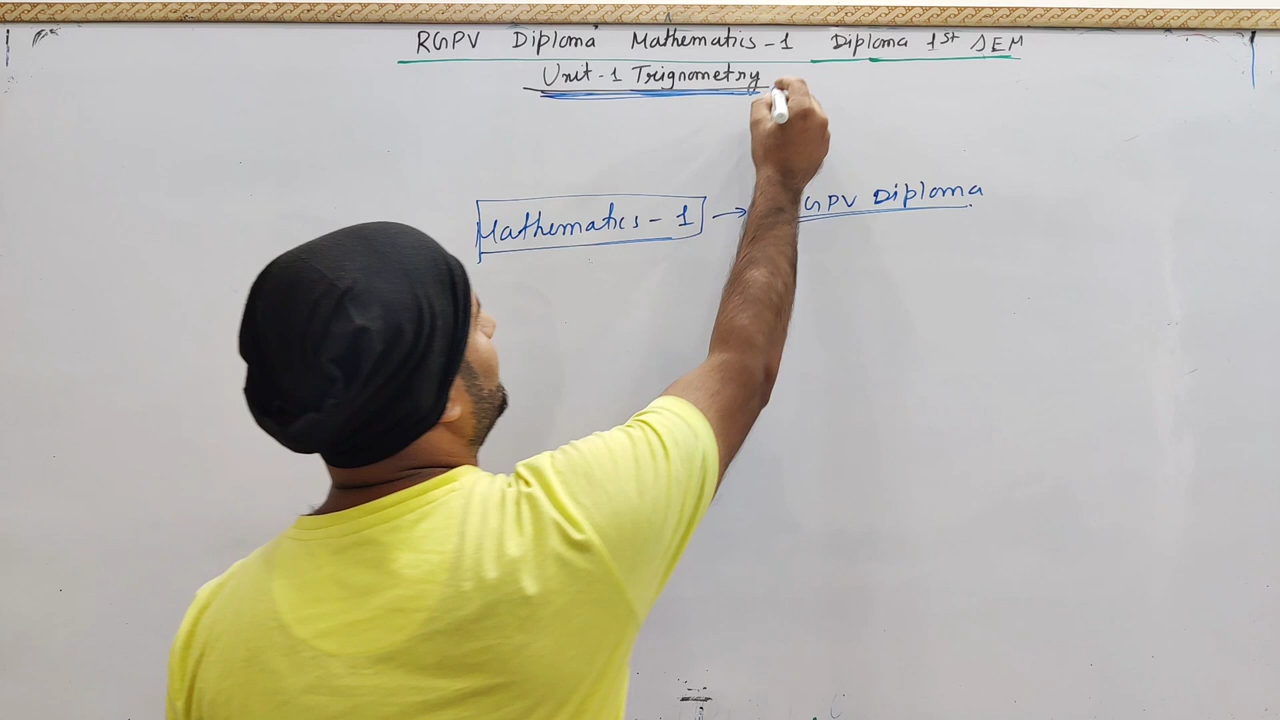 RGPV Diploma Mathematics-1 Diploma 1st SEM
Unit-1 Trignometry
Mathematics-1 → GPV Diploma